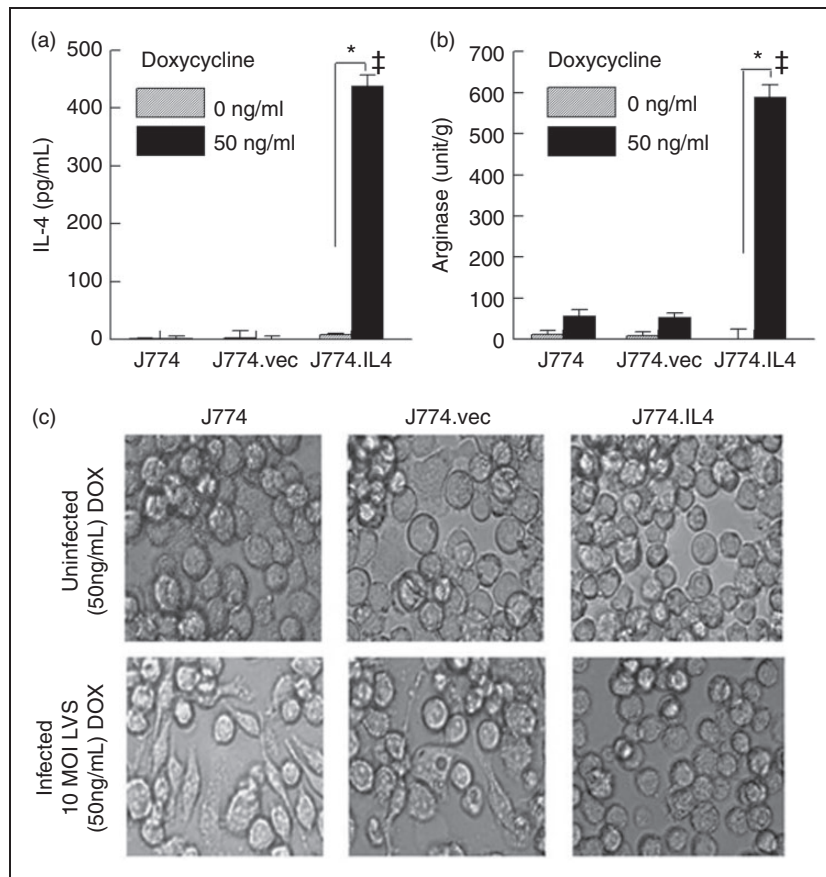 (a)
500
400
300
200
100
0
IL-4 (pg/mL)
Doxycycline
0 ng/ml
50 ng/ml
* ‡
J774 J774.vec J774.IL4
(b)
700
600
500
400
300
200
100
0
Arginase (unit/g)
Doxycycline
0 ng/ml
50 ng/ml
* ‡
J774 J774.vec J774.IL4
(c)
J774 J774.vec J774.IL4
Uninfected
(50ng/mL) DOX
Infected
10 MOI LVS
(50ng/mL) DOX